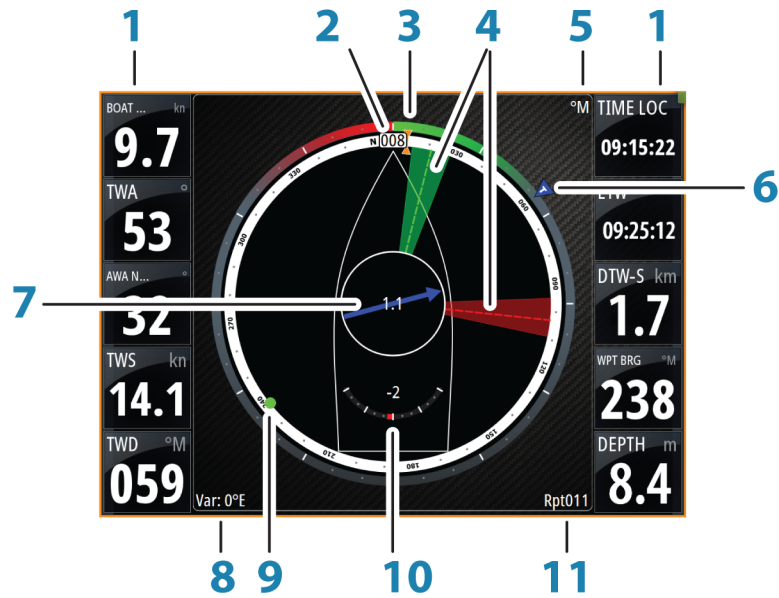 1
2
3
4
5
1
BOAT ... kn
9.7
TWA °
53
AWA N... °
32
TWS kn
14.1
TWD °M
059
°M
N
008
030
060
090
120
150
180
210
240
270
300
330
1.1
-2
T
Var: 0°E
Rpt011
TIME LOC
09:15:22
ETW
09:25:12
DTW-S km
1.7
WPT BRG °M
238
DEPTH m
8.4
6
7
8
9
10
11